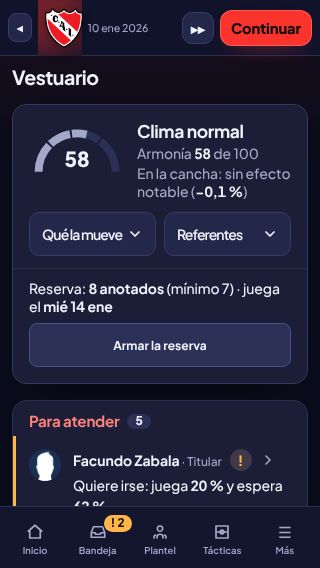 C.A.I.
10 ene 2026
Continuar
Vestuario
58
Clima normal
Armonía 58 de 100
En la cancha: sin efecto
notable (−0,1 %)
Qué la mueve
Referentes
Reserva: 8 anotados (mínimo 7) · juega
el mié 14 ene
Armar la reserva
Para atender 5
Facundo Zabala · Titular !
Quiere irse: juega 20 % y espera
! 2
Inicio Bandeja Plantel Tácticas Más